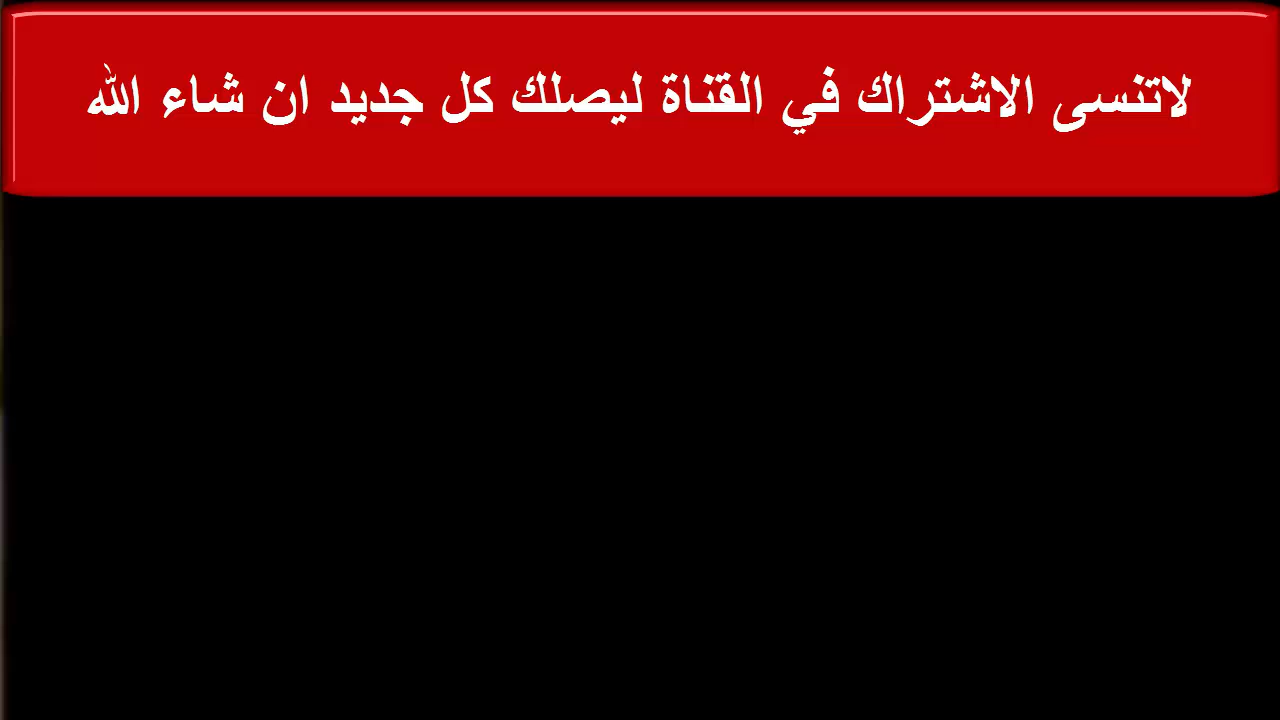 لاتنسى الاشتراك في القناة ليصلك كل جديد ان شاء الله